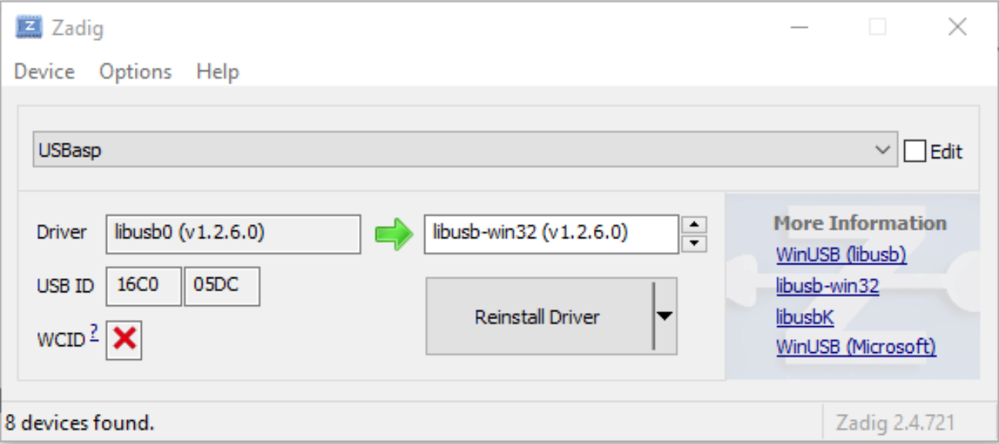 Zadig
Device Options Help
USBasp
Edit
Driver libusb0 (v1.2.6.0) libusb-win32 (v1.2.6.0)
USB ID 16C0 05DC
WCID ?
Reinstall Driver
More Information
WinUSB (libusb)
libusb-win32
libusbK
WinUSB (Microsoft)
8 devices found.
Zadig 2.4.721